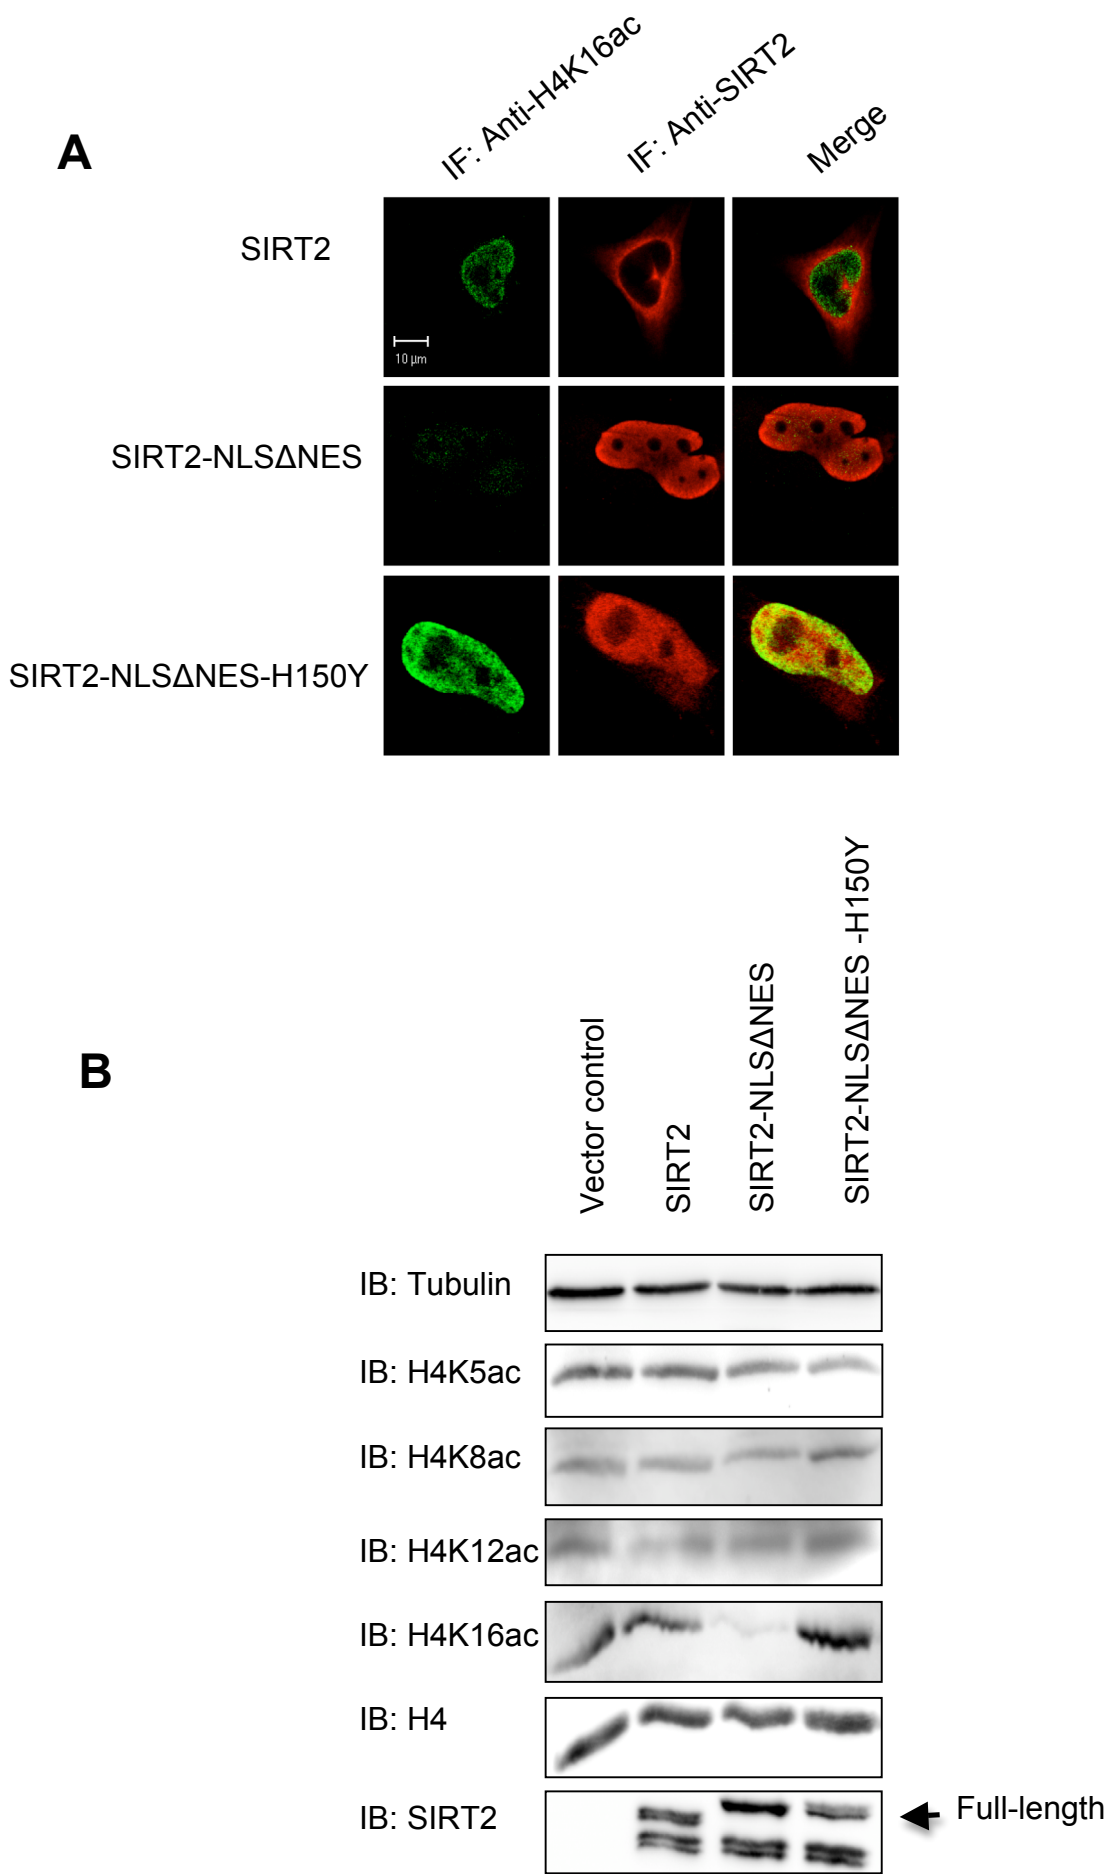 A
IF: Anti-H4K16ac
IF: Anti-SIRT2
Merge
SIRT2
10 µm
SIRT2-NLSΔNES
SIRT2-NLSΔNES-H150Y
B
Vector control
SIRT2
SIRT2-NLSΔNES
SIRT2-NLSΔNES -H150Y
IB: Tubulin
IB: H4K5ac
IB: H4K8ac
IB: H4K12ac
IB: H4K16ac
IB: H4
IB: SIRT2
Full-length